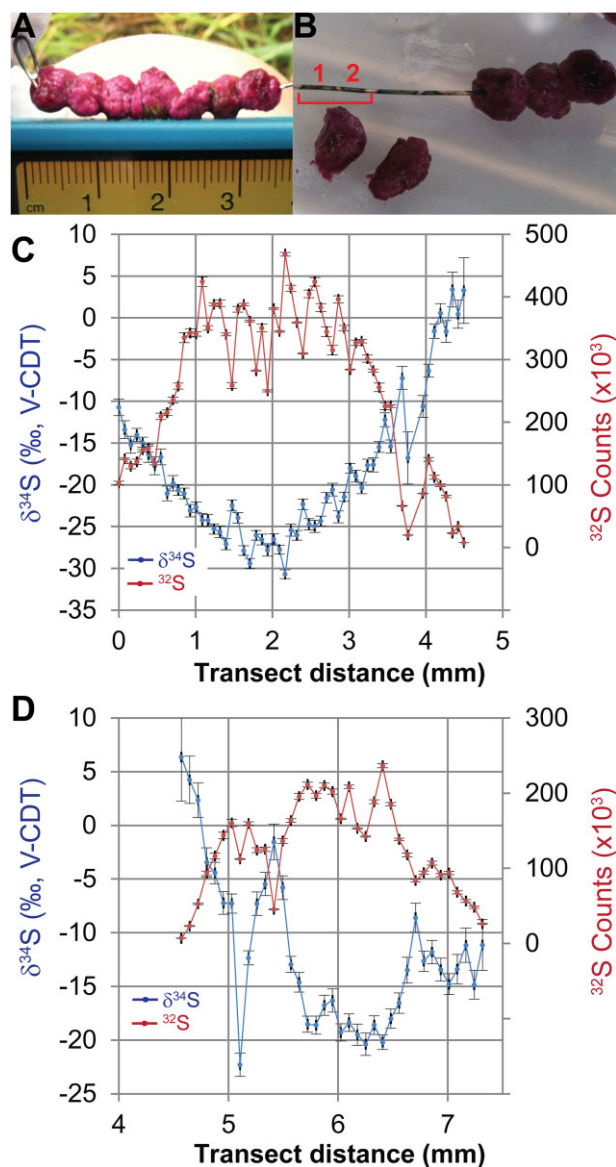 A
cm 1 2 3
B
1 2
C
10 500
5
0 400
-5 300
-10
-15 200
-20 100
-25
-30 0
-35
δ³⁴S (‰, V-CDT)
³²S Counts (x10³)
δ³⁴S
³²S
0 1 2 3 4 5
Transect distance (mm)
D
10 300
5
0 200
-5
-10 100
-15 0
-20
-25
δ³⁴S (‰, V-CDT)
³²S Counts (x10³)
δ³⁴S
³²S
4 5 6 7
Transect distance (mm)